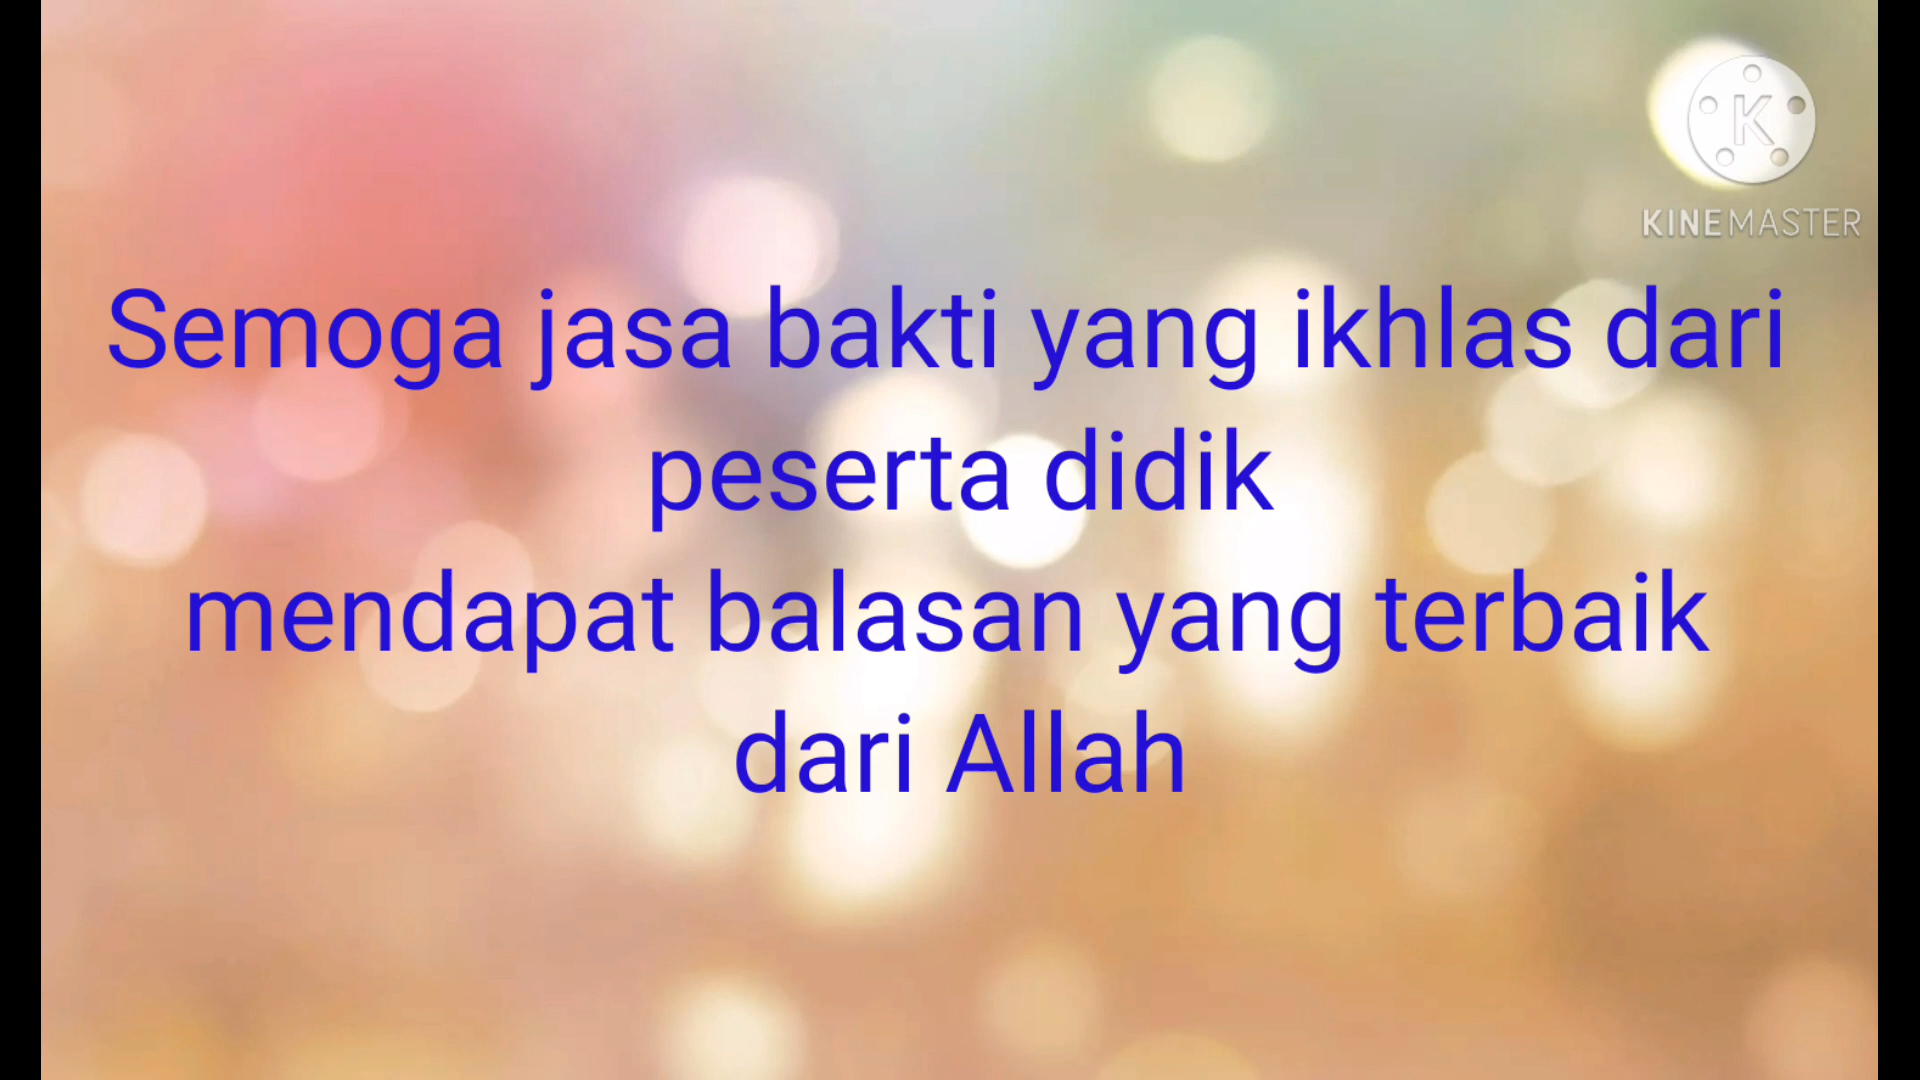 KINEMASTER
Semoga jasa bakti yang ikhlas dari
peserta didik
mendapat balasan yang terbaik
dari Allah